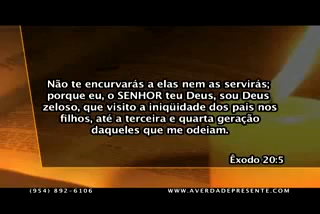 Não te encurvarás a elas nem as servirás;
porque eu, o SENHOR teu Deus, sou Deus
zeloso, que visito a iniqüidade dos pais nos
filhos, até a terceira e quarta geração
daqueles que me odeiam.
Êxodo 20:5
(954) 892-6106
WWW.AVERDADEPRESENTE.COM